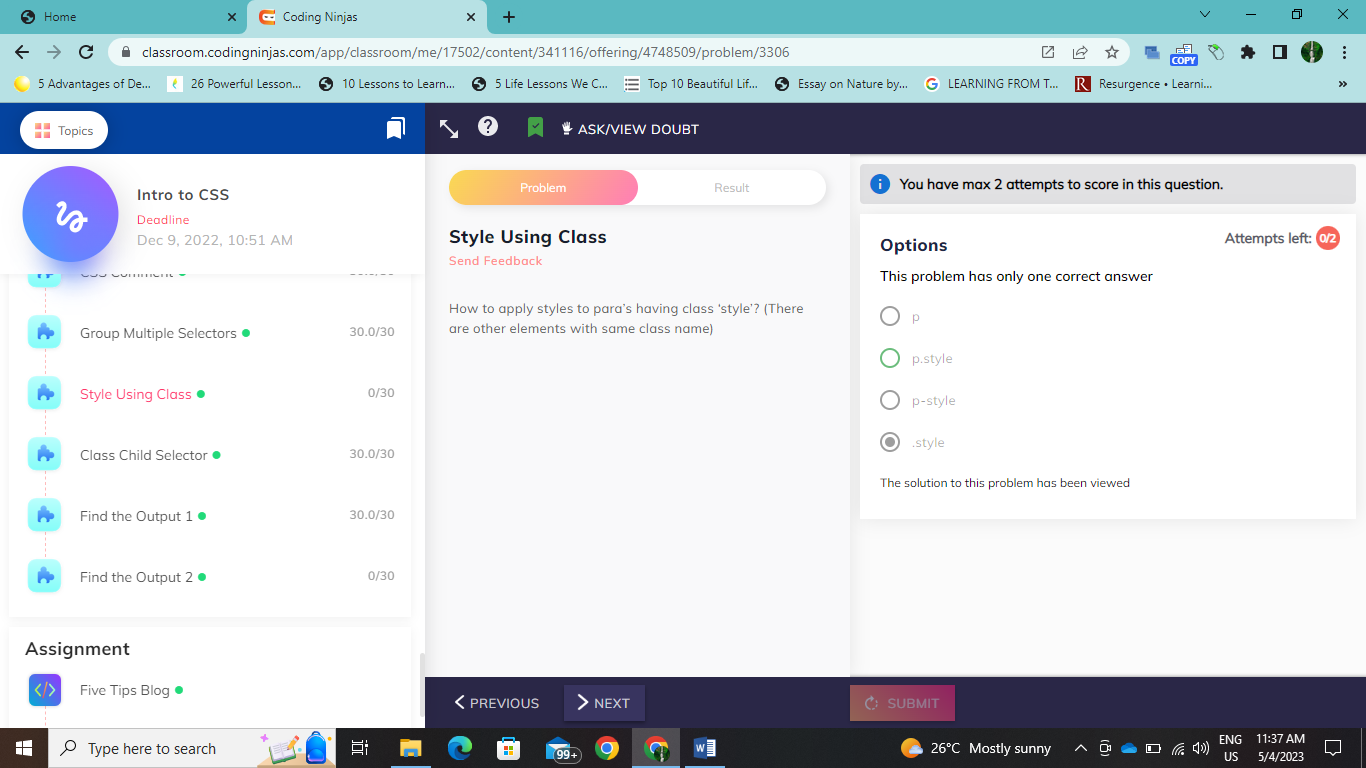 Home
Coding Ninjas
classroom.codingninjas.com/app/classroom/me/17502/content/341116/offering/4748509/problem/3306
COPY
5 Advantages of De...
26 Powerful Lesson...
10 Lessons to Learn...
5 Life Lessons We C...
Top 10 Beautiful Lif...
Essay on Nature by...
LEARNING FROM T...
Resurgence • Learni...
Topics
ASK/VIEW DOUBT
Intro to CSS
Deadline
Dec 9, 2022, 10:51 AM
CSS Comment
Group Multiple Selectors 30.0/30
Style Using Class 0/30
Class Child Selector 30.0/30
Find the Output 1 30.0/30
Find the Output 2 0/30
Assignment
Five Tips Blog
Problem
Result
Style Using Class
Send Feedback
How to apply styles to para’s having class ‘style’? (There
are other elements with same class name)
You have max 2 attempts to score in this question.
Options
Attempts left: 0/2
This problem has only one correct answer
p
p.style
p-style
.style
The solution to this problem has been viewed
PREVIOUS
NEXT
SUBMIT
Type here to search
99+
26°C Mostly sunny
ENG
US
11:37 AM
5/4/2023